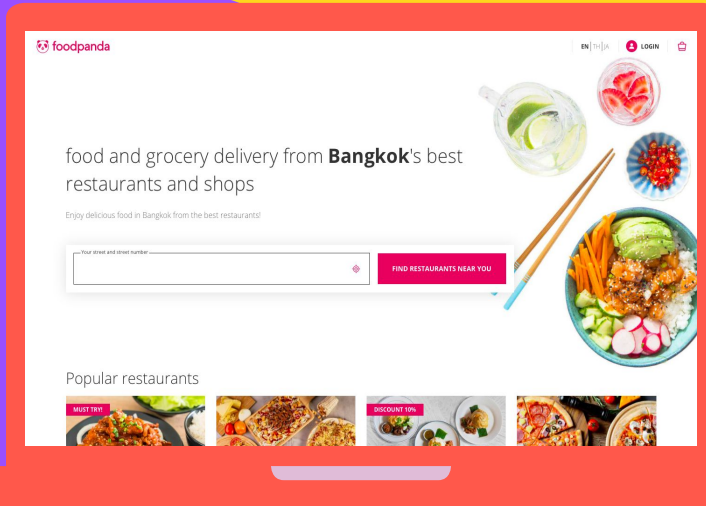 foodpanda
EN TH JA
LOGIN
food and grocery delivery from Bangkok's best
restaurants and shops
Enjoy delicious food in Bangkok from the best restaurants!
Your street and street number
FIND RESTAURANTS NEAR YOU
Popular restaurants
MUST TRY!
DISCOUNT 10%